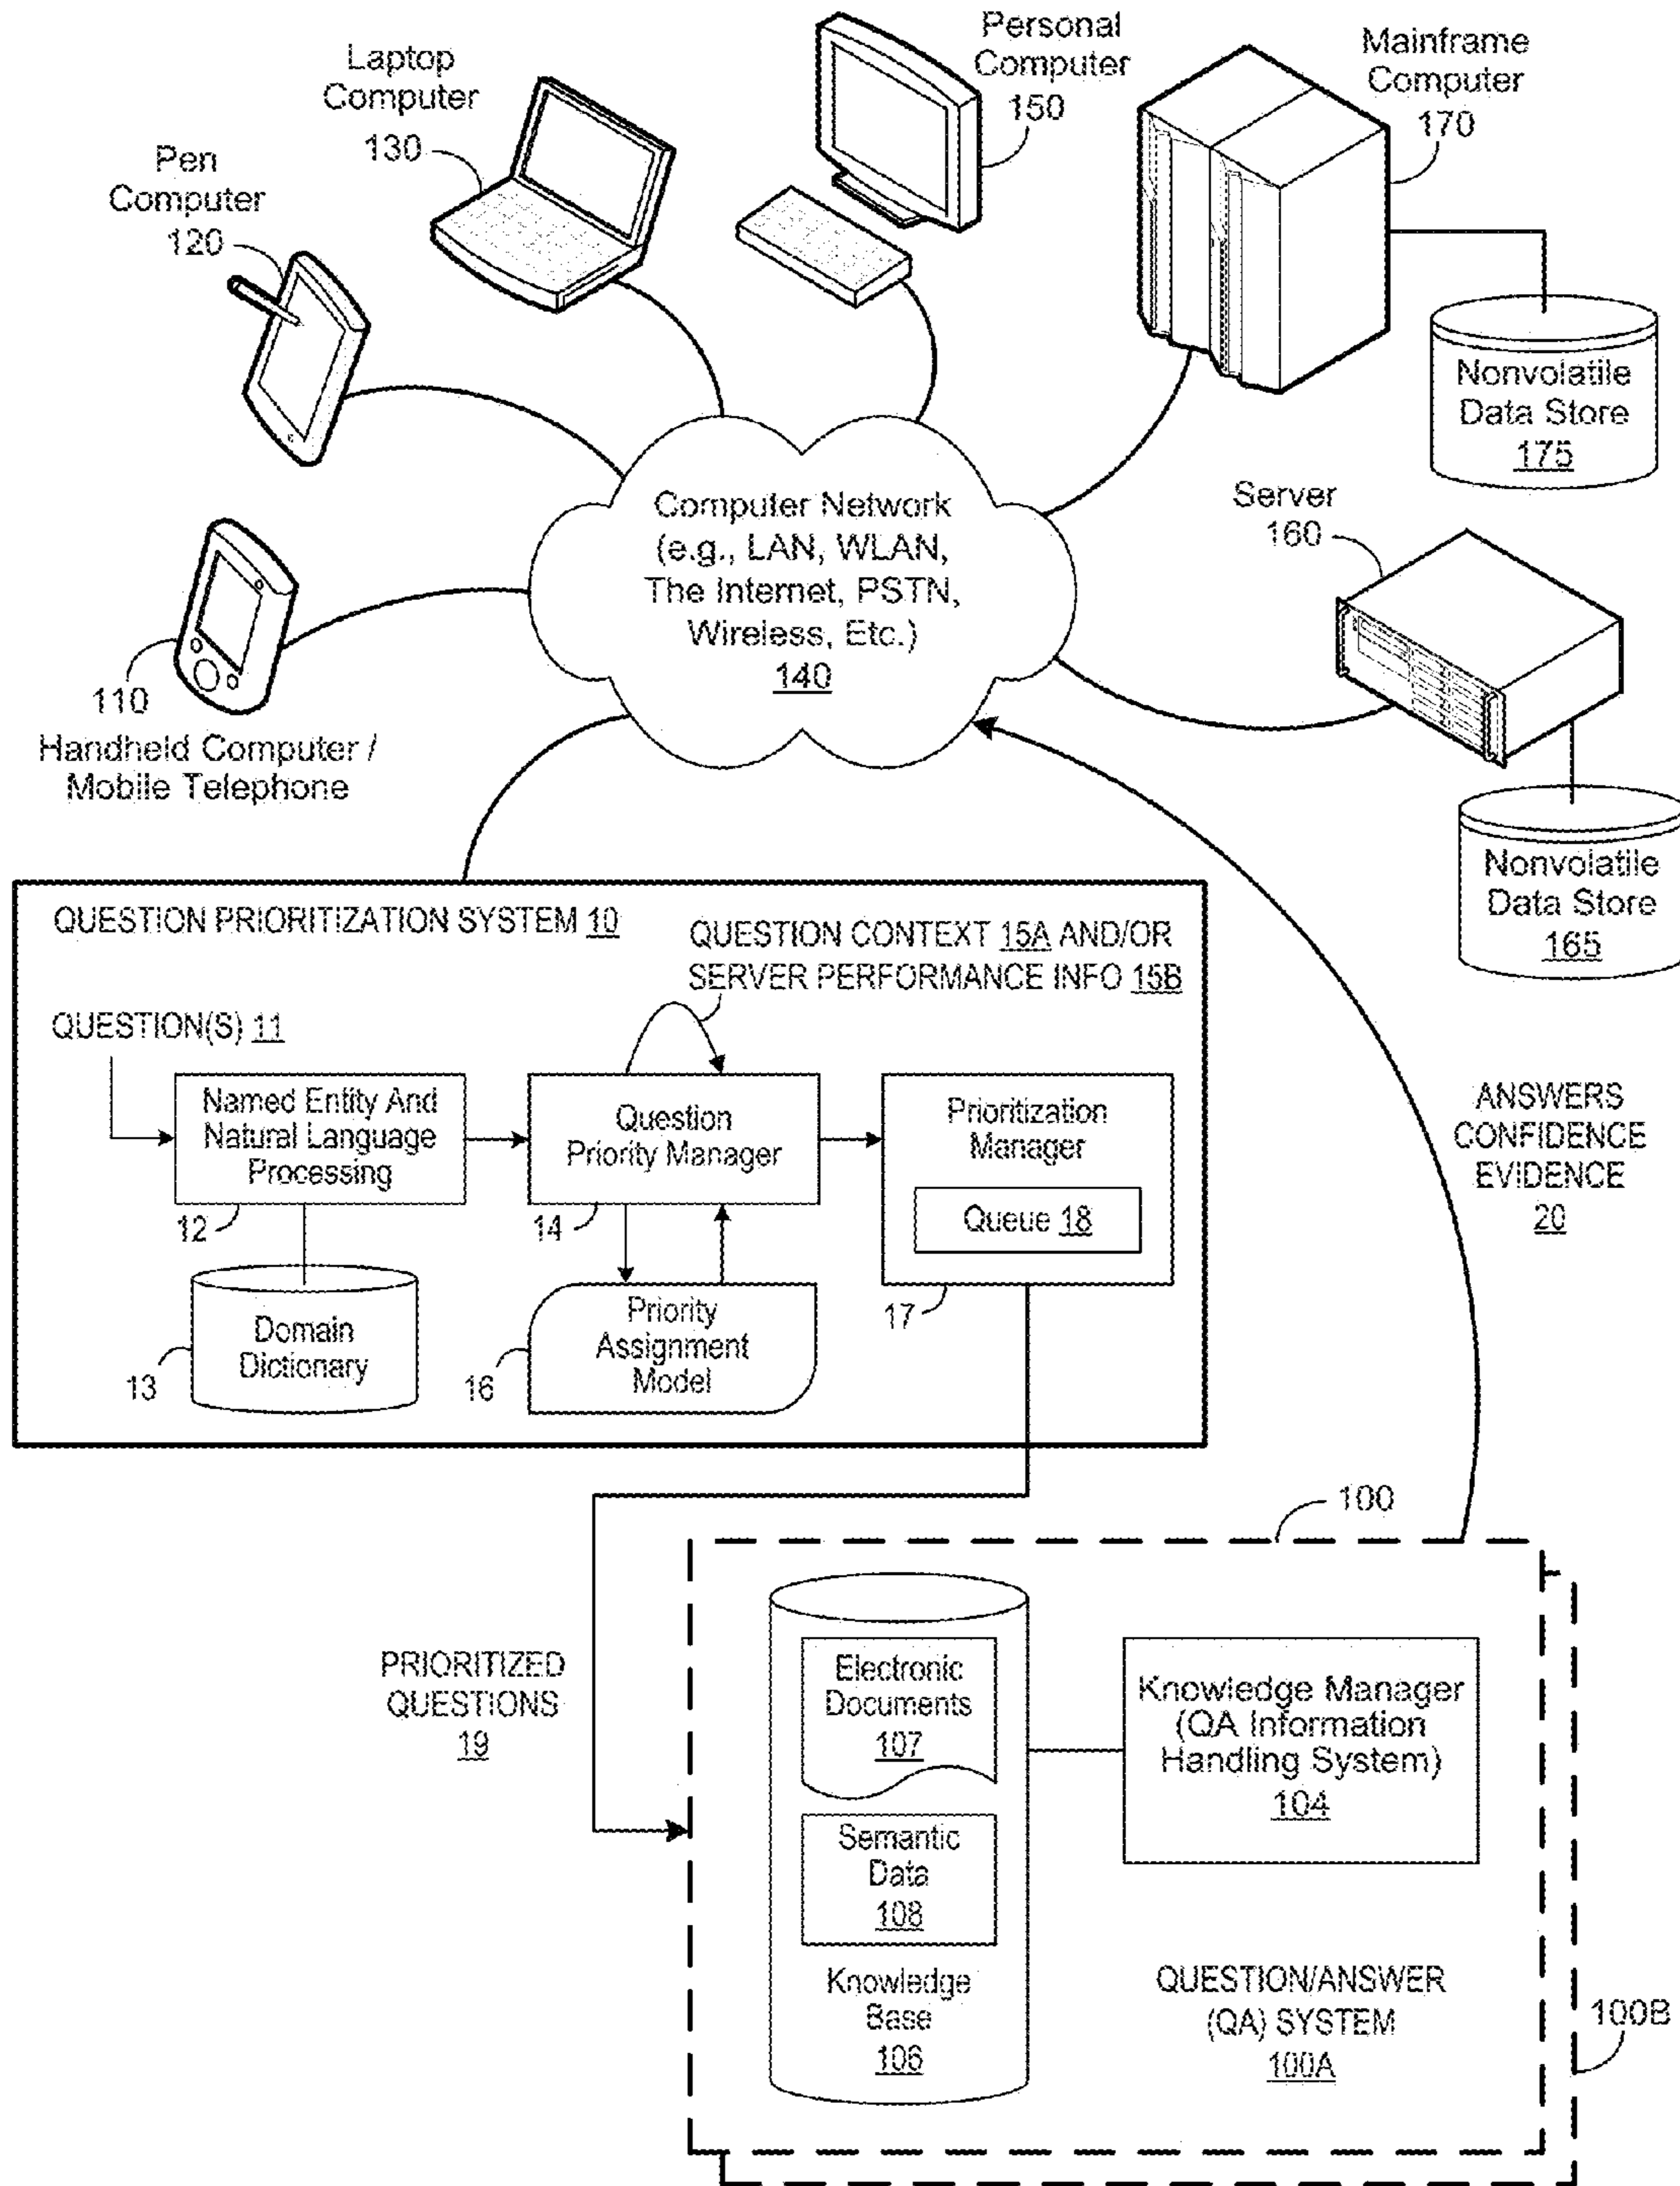 Personal
Computer
150
Mainframe
Computer
170
Laptop
Computer
130
Pen
Computer
120
Nonvolatile
Data Store
175
Computer Network
(e.g., LAN, WLAN,
The Internet, PSTN,
Wireless, Etc.)
140
Server
160
110
Handheld Computer /
Mobile Telephone
Nonvolatile
Data Store
165
QUESTION PRIORITIZATION SYSTEM 10
QUESTION CONTEXT 15A AND/OR
SERVER PERFORMANCE INFO 15B
QUESTION(S) 11
Named Entity And
Natural Language
Processing
12
Question
Priority Manager
14
Prioritization
Manager
Queue 18
17
Domain
Dictionary
13
Priority
Assignment
Model
16
ANSWERS
CONFIDENCE
EVIDENCE
20
PRIORITIZED
QUESTIONS
19
100
Electronic
Documents
107
Semantic
Data
108
Knowledge
Base
106
Knowledge Manager
(QA Information
Handling System)
104
QUESTION/ANSWER
(QA) SYSTEM
100A
100B